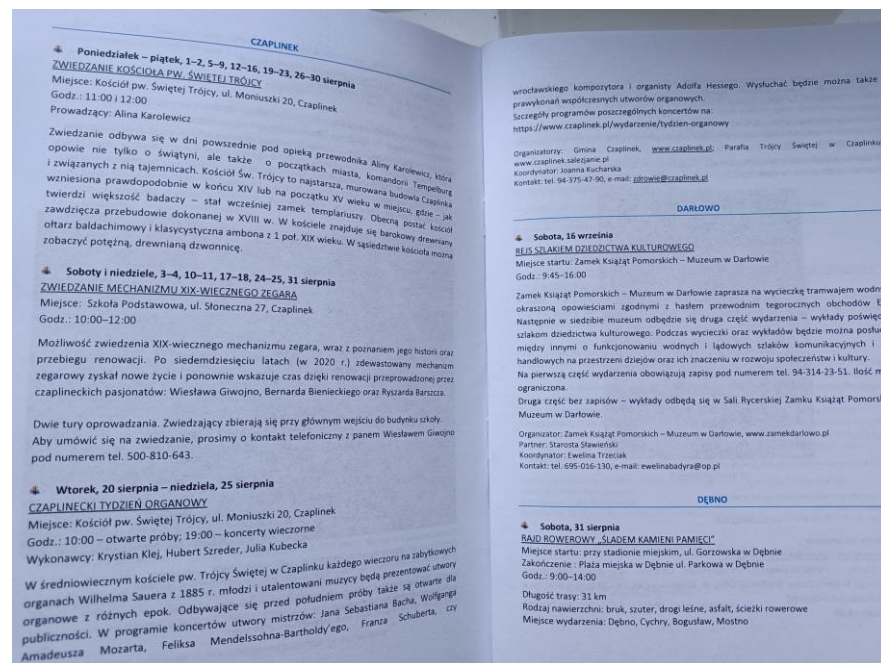 CZAPLINEK
Poniedziałek – piątek, 1–2, 5–9, 12–16, 19–23, 26–30 sierpnia
ZWIEDZANIE KOŚCIOŁA PW. ŚWIĘTEJ TRÓJCY
Miejsce: Kościół pw. Świętej Trójcy, ul. Moniuszki 20, Czaplinek
Godz.: 11:00 i 12:00
Prowadzący: Alina Karolewicz
Zwiedzanie odbywa się w dni powszednie pod opieką przewodnika Aliny Karolewicz, która
opowie nie tylko o świątyni, ale także o początkach miasta, komandorii Tempelburg
i związanych z nią tajemnicach. Kościół Św. Trójcy to najstarsza, murowana budowla Czaplinka
wzniesiona prawdopodobnie w końcu XIV lub na początku XV wieku w miejscu, gdzie – jak
twierdzi większość badaczy – stał wcześniej zamek templariuszy. Obecną postać kościół
zawdzięcza przebudowie dokonanej w XVIII w. W kościele znajduje się barokowy drewniany
ołtarz baldachimowy i klasycystyczna ambona z 1 poł. XIX wieku. W sąsiedztwie kościoła można
zobaczyć potężną, drewnianą dzwonnicę.
Soboty i niedziele, 3–4, 10–11, 17–18, 24–25, 31 sierpnia
ZWIEDZANIE MECHANIZMU XIX-WIECZNEGO ZEGARA
Miejsce: Szkoła Podstawowa, ul. Słoneczna 27, Czaplinek
Godz.: 10:00–12:00
Możliwość zwiedzenia XIX-wiecznego mechanizmu zegara, wraz z poznaniem jego historii oraz
przebiegu renowacji. Po siedemdziesięciu latach (w 2020 r.) zdewastowany mechanizm
zegarowy zyskał nowe życie i ponownie wskazuje czas dzięki renowacji przeprowadzonej przez
czaplineckich pasjonatów: Wiesława Giwojno, Bernarda Bienieckiego oraz Ryszarda Barszcza.
Dwie tury oprowadzania. Zwiedzający zbierają się przy głównym wejściu do budynku szkoły.
Aby umówić się na zwiedzanie, prosimy o kontakt telefoniczny z panem Wiesławem Giwojno
pod numerem tel. 500-810-643.
Wtorek, 20 sierpnia – niedziela, 25 sierpnia
CZAPLINECKI TYDZIEŃ ORGANOWY
Miejsce: Kościół pw. Świętej Trójcy, ul. Moniuszki 20, Czaplinek
Godz.: 10:00 – otwarte próby; 19:00 – koncerty wieczorne
Wykonawcy: Krystian Klej, Hubert Szreder, Julia Kubecka
W średniowiecznym kościele pw. Trójcy Świętej w Czaplinku każdego wieczoru na zabytkowych
organach Wilhelma Sauera z 1885 r. młodzi i utalentowani muzycy będą prezentować utwory
organowe z różnych epok. Odbywające się przed południem próby także są otwarte dla
publiczności. W programie koncertów utwory mistrzów: Jana Sebastiana Bacha, Wolfganga
Amadeusza Mozarta, Feliksa Mendelssohna-Bartholdy'ego, Franza Schuberta, czy
wrocławskiego kompozytora i organisty Adolfa Hessego. Wysłuchać będzie można także
prawykonań współczesnych utworów organowych.
Szczegóły programów poszczególnych koncertów na:
https://www.czaplinek.pl/wydarzenie/tydzien-organowy
Organizatorzy: Gmina Czaplinek, www.czaplinek.pl; Parafia Trójcy Świętej w Czaplinku
www.czaplinek.salezjanie.pl
Koordynator: Joanna Kucharska
Kontakt: tel. 94-375-47-90, e-mail: zdrowie@czaplinek.pl
DARŁOWO
Sobota, 16 września
REJS SZLAKIEM DZIEDZICTWA KULTUROWEGO
Miejsce startu: Zamek Książąt Pomorskich – Muzeum w Darłowie
Godz.: 9:45–16:00
Zamek Książąt Pomorskich – Muzeum w Darłowie zaprasza na wycieczkę tramwajem
okraszoną opowieściami zgodnymi z hasłem przewodnim tegorocznych obchodów
Następnie w siedzibie muzeum odbędzie się druga część wydarzenia – wykłady
szlakom dziedzictwa kulturowego. Podczas wycieczki oraz wykładów będzie można
między innymi o funkcjonowaniu wodnych i lądowych szlaków komunikacyjnych i
handlowych na przestrzeni dziejów oraz ich znaczeniu w rozwoju społeczeństw i kultury.
Na pierwszą część wydarzenia obowiązują zapisy pod numerem tel. 94-314-23-51. Ilość
ograniczona.
Druga część bez zapisów – wykłady odbędą się w Sali Rycerskiej Zamku Książąt
Muzeum w Darłowie.
Organizator: Zamek Książąt Pomorskich – Muzeum w Darłowie, www.zamekdarlowo.pl
Partner: Starosta Sławieński
Koordynator: Ewelina Trzeciak
Kontakt: tel. 695-016-130, e-mail: ewelinabadyra@op.pl
DĘBNO
Sobota, 31 sierpnia
RAJD ROWEROWY „ŚLADEM KAMIENI PAMIĘCI"
Miejsce startu: przy stadionie miejskim, ul. Gorzowska w Dębnie
Zakończenie : Plaża miejska w Dębnie ul. Parkowa w Dębnie
Godz.: 9:00–14:00
Długość trasy: 31 km
Rodzaj nawierzchni: bruk, szuter, drogi leśne, asfalt, ścieżki rowerowe
Miejsce wydarzenia: Dębno, Cychry, Bogusław, Mostno